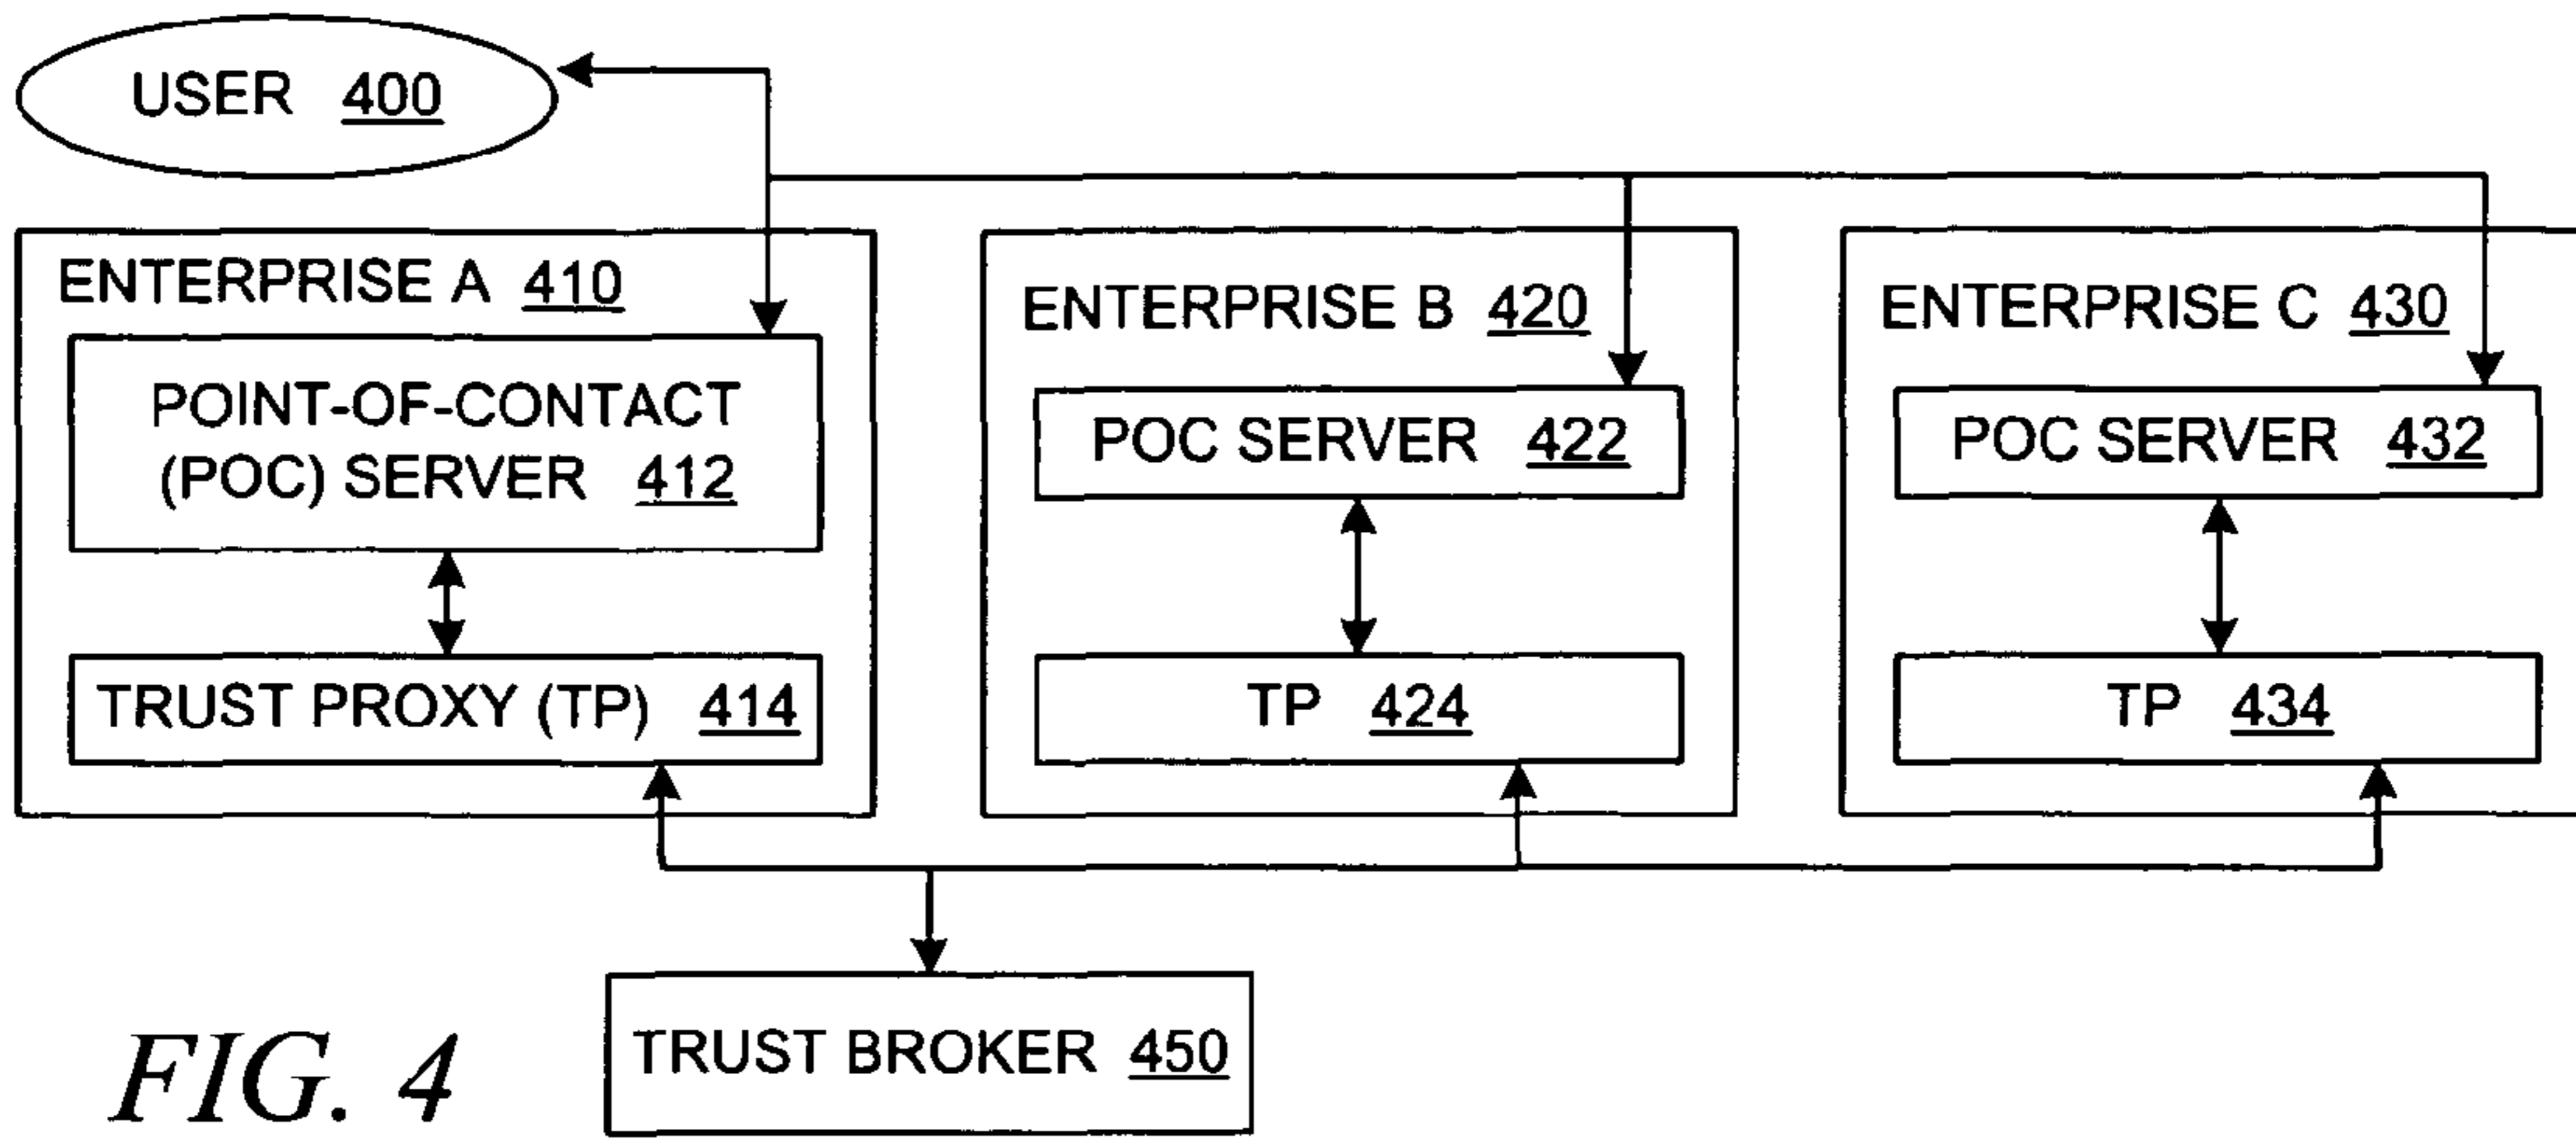 USER 400
ENTERPRISE A 410
POINT-OF-CONTACT
(POC) SERVER 412
TRUST PROXY (TP) 414
ENTERPRISE B 420
POC SERVER 422
TP 424
ENTERPRISE C 430
POC SERVER 432
TP 434
TRUST BROKER 450
FIG. 4